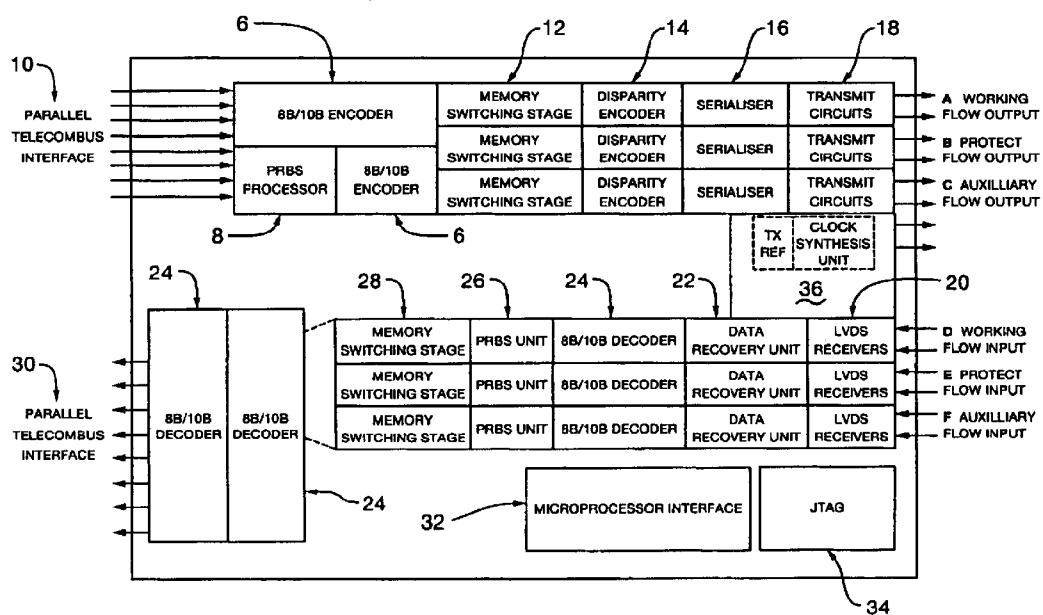 6
12
14
16
18
10
PARALLEL
TELECOMBUS
INTERFACE
8B/10B ENCODER
PRBS
PROCESSOR
8B/10B
ENCODER
MEMORY
SWITCHING STAGE
DISPARITY
ENCODER
SERIALISER
TRANSMIT
CIRCUITS
A WORKING
FLOW OUTPUT
MEMORY
SWITCHING STAGE
DISPARITY
ENCODER
SERIALISER
TRANSMIT
CIRCUITS
B PROTECT
FLOW OUTPUT
MEMORY
SWITCHING STAGE
DISPARITY
ENCODER
SERIALISER
TRANSMIT
CIRCUITS
C AUXILLIARY
FLOW OUTPUT
8
6
TX
REF
CLOCK
SYNTHESIS
UNIT
36
24
28
26
24
22
20
30
PARALLEL
TELECOMBUS
INTERFACE
8B/10B
DECODER
8B/10B
DECODER
MEMORY
SWITCHING STAGE
PRBS UNIT
8B/10B DECODER
DATA
RECOVERY UNIT
LVDS
RECEIVERS
D WORKING
FLOW INPUT
MEMORY
SWITCHING STAGE
PRBS UNIT
8B/10B DECODER
DATA
RECOVERY UNIT
LVDS
RECEIVERS
E PROTECT
FLOW INPUT
MEMORY
SWITCHING STAGE
PRBS UNIT
8B/10B DECODER
DATA
RECOVERY UNIT
LVDS
RECEIVERS
F AUXILLIARY
FLOW INPUT
24
32
MICROPROCESSOR INTERFACE
JTAG
34